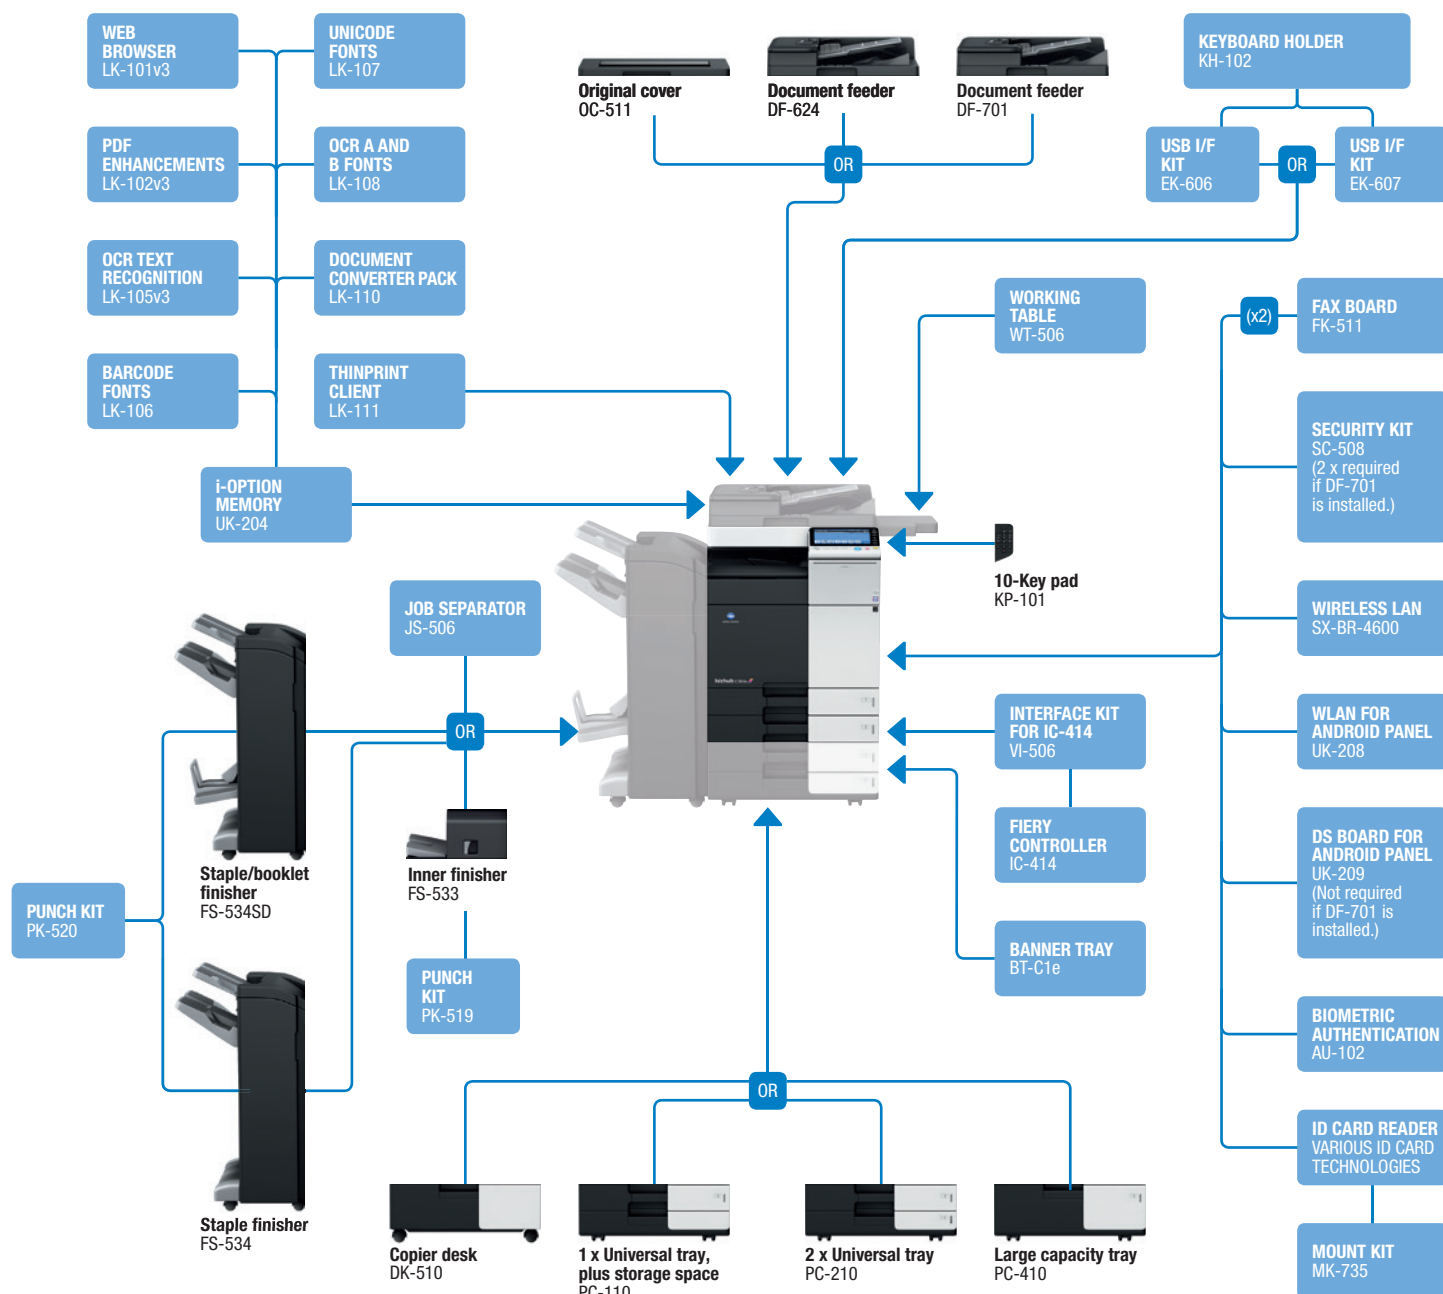 WEB
BROWSER
LK-101v3
UNICODE
FONTS
LK-107
PDF
ENHANCEMENTS
LK-102v3
OCR A AND
B FONTS
LK-108
OCR TEXT
RECOGNITION
LK-105v3
DOCUMENT
CONVERTER PACK
LK-110
BARCODE
FONTS
LK-106
THINPRINT
CLIENT
LK-111
i-OPTION
MEMORY
UK-204
Original cover
OC-511
Document feeder
DF-624
Document feeder
DF-701
OR
KEYBOARD HOLDER
KH-102
USB I/F
KIT
EK-606
OR
USB I/F
KIT
EK-607
WORKING
TABLE
WT-506
(x2)
FAX BOARD
FK-511
SECURITY KIT
SC-508
(2 x required
if DF-701
is installed.)
10-Key pad
KP-101
WIRELESS LAN
SX-BR-4600
JOB SEPARATOR
JS-506
OR
bizhub
INTERFACE KIT
FOR IC-414
VI-506
WLAN FOR
ANDROID PANEL
UK-208
FIERY
CONTROLLER
IC-414
DS BOARD FOR
ANDROID PANEL
UK-209
(Not required
if DF-701 is
installed.)
Staple/booklet
finisher
FS-534SD
Inner finisher
FS-533
PUNCH KIT
PK-520
PUNCH
KIT
PK-519
BANNER TRAY
BT-C1e
BIOMETRIC
AUTHENTICATION
AU-102
OR
ID CARD READER
VARIOUS ID CARD
TECHNOLOGIES
Staple finisher
FS-534
Copier desk
DK-510
1 x Universal tray,
plus storage space
PC-110
2 x Universal tray
PC-210
Large capacity tray
PC-410
MOUNT KIT
MK-735